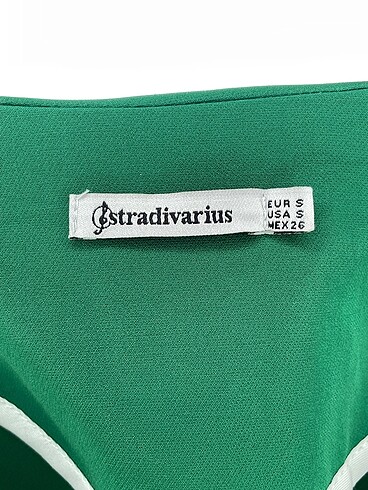 stradivarius
EUR S
USA S
MEX 26